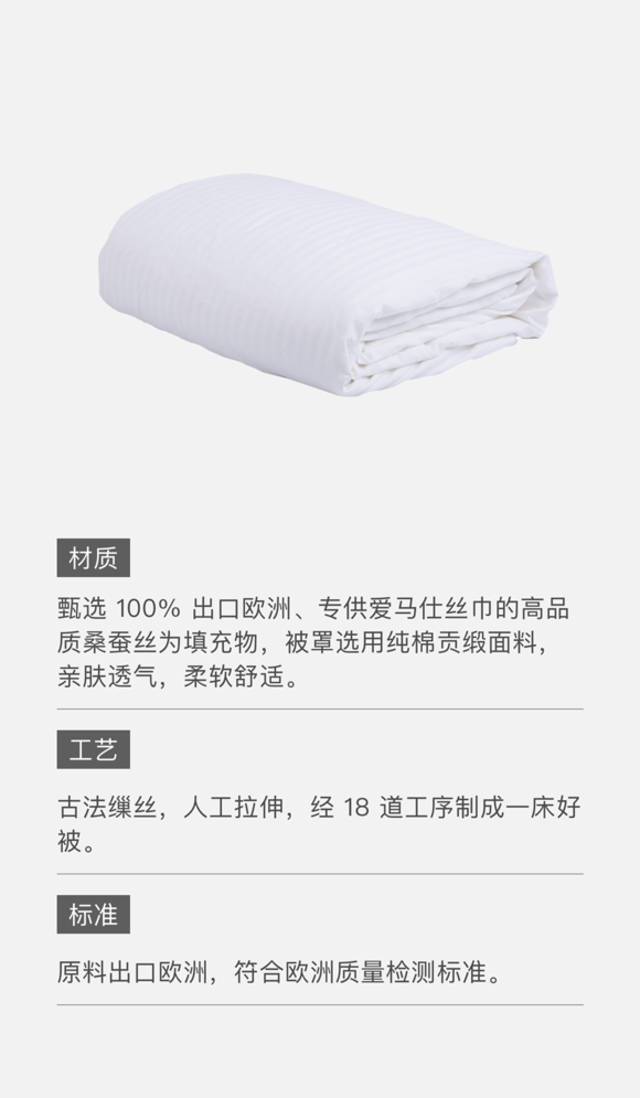 材质
甄选 100% 出口欧洲、专供爱马仕丝巾的高品
质桑蚕丝为填充物，被罩选用纯棉贡缎面料，
亲肤透气，柔软舒适。
工艺
古法缫丝，人工拉伸，经 18 道工序制成一床好
被。
标准
原料出口欧洲，符合欧洲质量检测标准。